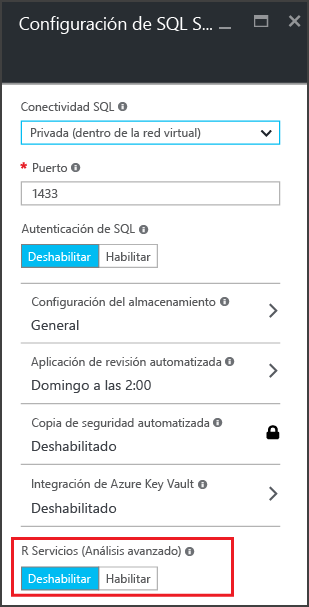 Configuración de SQL S...
Conectividad SQL
Privada (dentro de la red virtual)
* Puerto
1433
Autenticación de SQL
Deshabilitar Habilitar
Configuración del almacenamiento
General
Aplicación de revisión automatizada
Domingo a las 2:00
Copia de seguridad automatizada
Deshabilitado
Integración de Azure Key Vault
Deshabilitado
R Servicios (Análisis avanzado)
Deshabilitar Habilitar